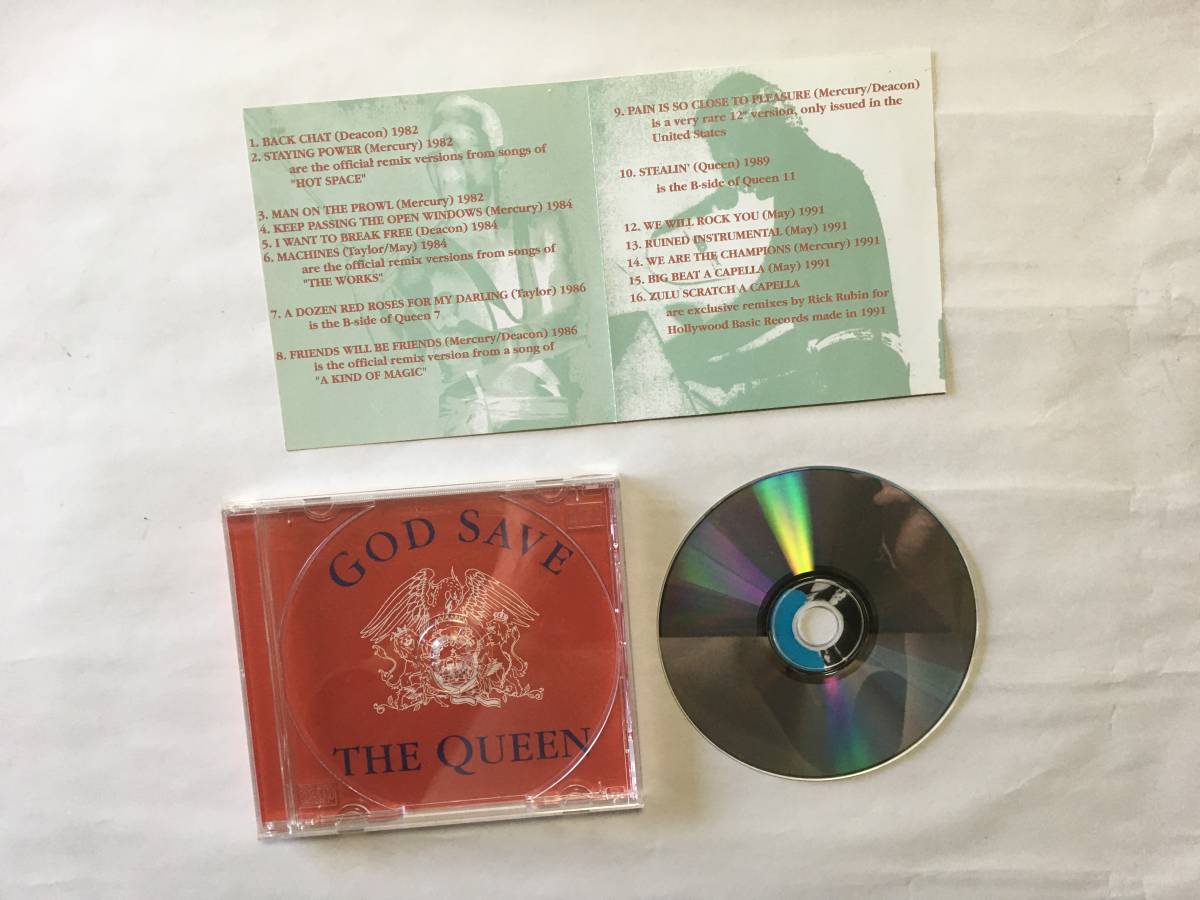 1. BACK CHAT (Deacon) 1982
2. STAYING POWER (Mercury) 1982
are the official remix versions from songs of
"HOT SPACE"
3. MAN ON THE PROWL (Mercury) 1982
4. KEEP PASSING THE OPEN WINDOWS (Mercury) 1984
5. I WANT TO BREAK FREE (Deacon) 1984
6. MACHINES (Taylor/May) 1984
are the official remix versions from songs of
"THE WORKS"
7. A DOZEN RED ROSES FOR MY DARLING (Taylor) 1986
is the B-side of Queen 7
8. FRIENDS WILL BE FRIENDS (Mercury/Deacon) 1986
is the official remix version from a song of
"A KIND OF MAGIC"
9. PAIN IS SO CLOSE TO PLEASURE (Mercury/Deacon)
is a very rare 12" version, only issued in the
United States
10. STEALIN' (Queen) 1989
is the B-side of Queen 11
12. WE WILL ROCK YOU (May) 1991
13. RUINED INSTRUMENTAL (May) 1991
14. WE ARE THE CHAMPIONS (Mercury) 1991
15. BIG BEAT A CAPELLA (May) 1991
16. ZULU SCRATCH A CAPELLA
are exclusive remixes by Rick Rubin for
Hollywood Basic Records made in 1991
GOD SAVE
THE QUEEN